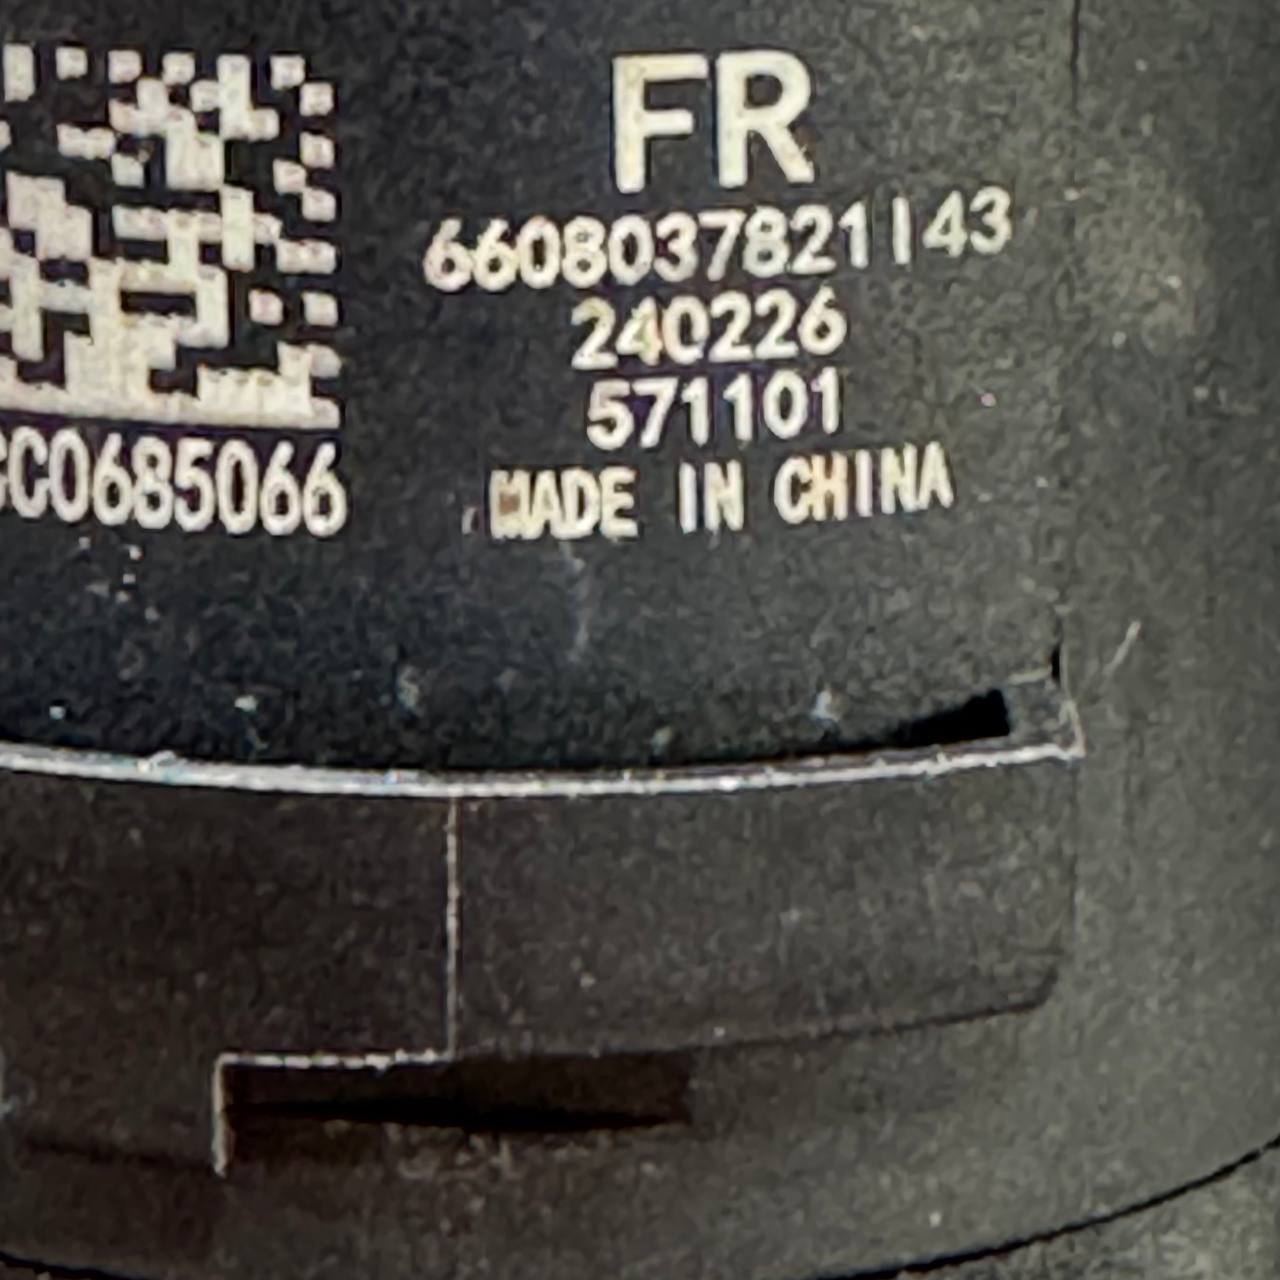 FR
6608037821143
240226
571101
MADE IN CHINA
C0685066